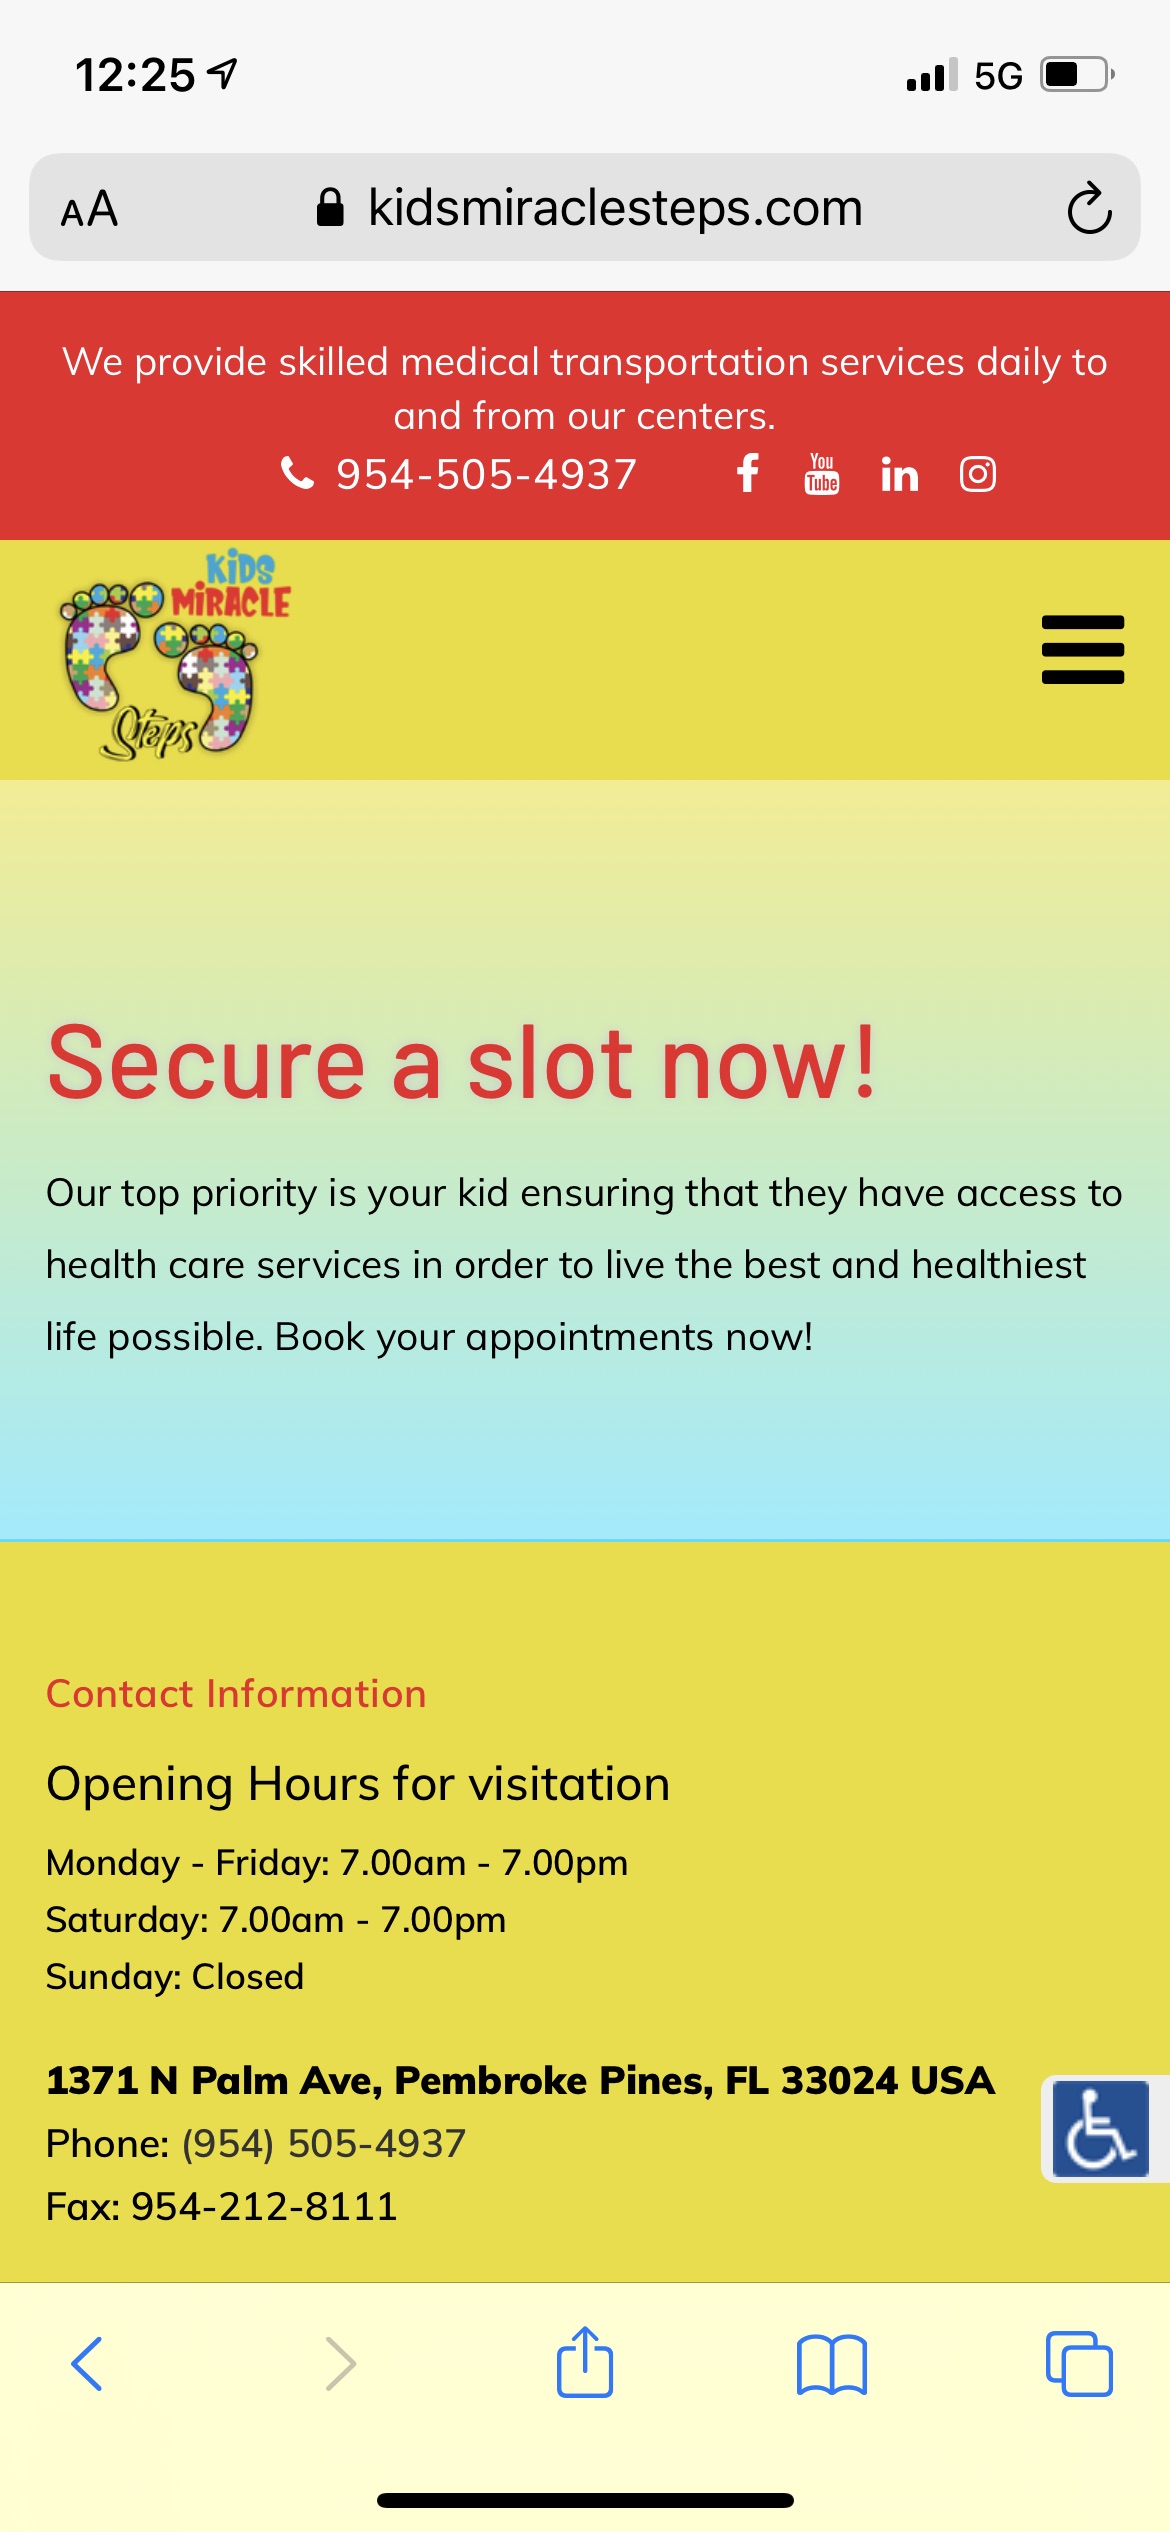 12:25
5G
AA
kidsmiraclesteps.com
We provide skilled medical transportation services daily to
and from our centers.
954-505-4937
You
Tube
in
KiDS
MiRACLE
Steps
Secure a slot now!
Our top priority is your kid ensuring that they have access to
health care services in order to live the best and healthiest
life possible. Book your appointments now!
Contact Information
Opening Hours for visitation
Monday - Friday: 7.00am - 7.00pm
Saturday: 7.00am - 7.00pm
Sunday: Closed
1371 N Palm Ave, Pembroke Pines, FL 33024 USA
Phone: (954) 505-4937
Fax: 954-212-8111